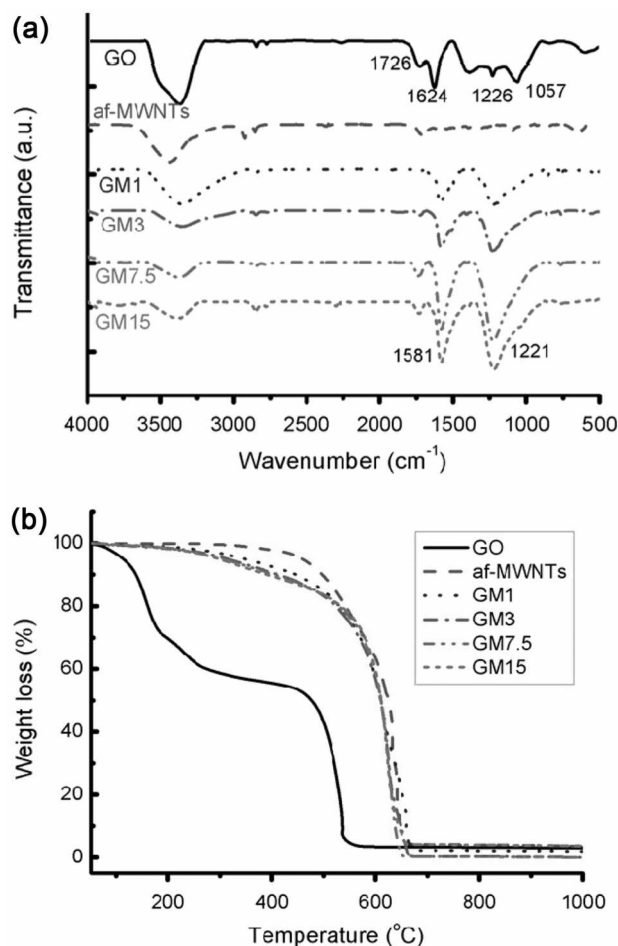 (a)
GO
1726
1624
1226
1057
af-MWNTs
GM1
GM3
GM7.5
GM15
1581
1221
Transmittance (a.u.)
4000 3500 3000 2500 2000 1500 1000 500
Wavenumber (cm⁻¹)
(b)
100
80
60
40
20
0
Weight loss (%)
GO
af-MWNTs
GM1
GM3
GM7.5
GM15
200 400 600 800 1000
Temperature (°C)